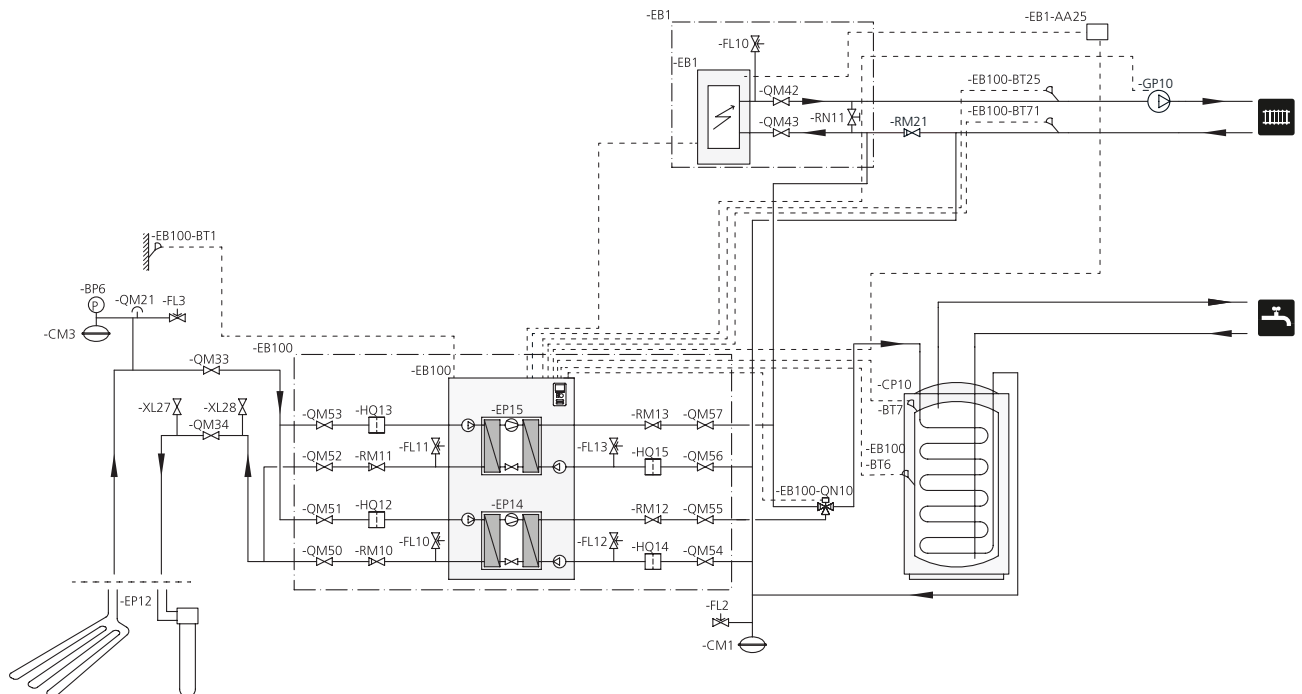 -EB1
-EB1-AA25
-FL10
-EB1
-QM42
-EB100-BT25
-GP10
-RN11
-EB100-BT71
-QM43
-RM21
-EB100-BT1
-BP6
-QM21
-FL3
P
-CM3
-EB100
-QM33
-EB100
-CP10
-XL27
-XL28
-QM53
-HQ13
-EP15
-RM13
-QM57
-BT7
-QM34
-FL11
-FL13
-QM52
-RM11
-HQ15
-QM56
-EB100
-BT6
-EB100-QN10
-QM51
-HQ12
-EP14
-RM12
-QM55
-FL10
-FL12
-QM50
-RM10
-HQ14
-QM54
-EP12
-FL2
-CM1